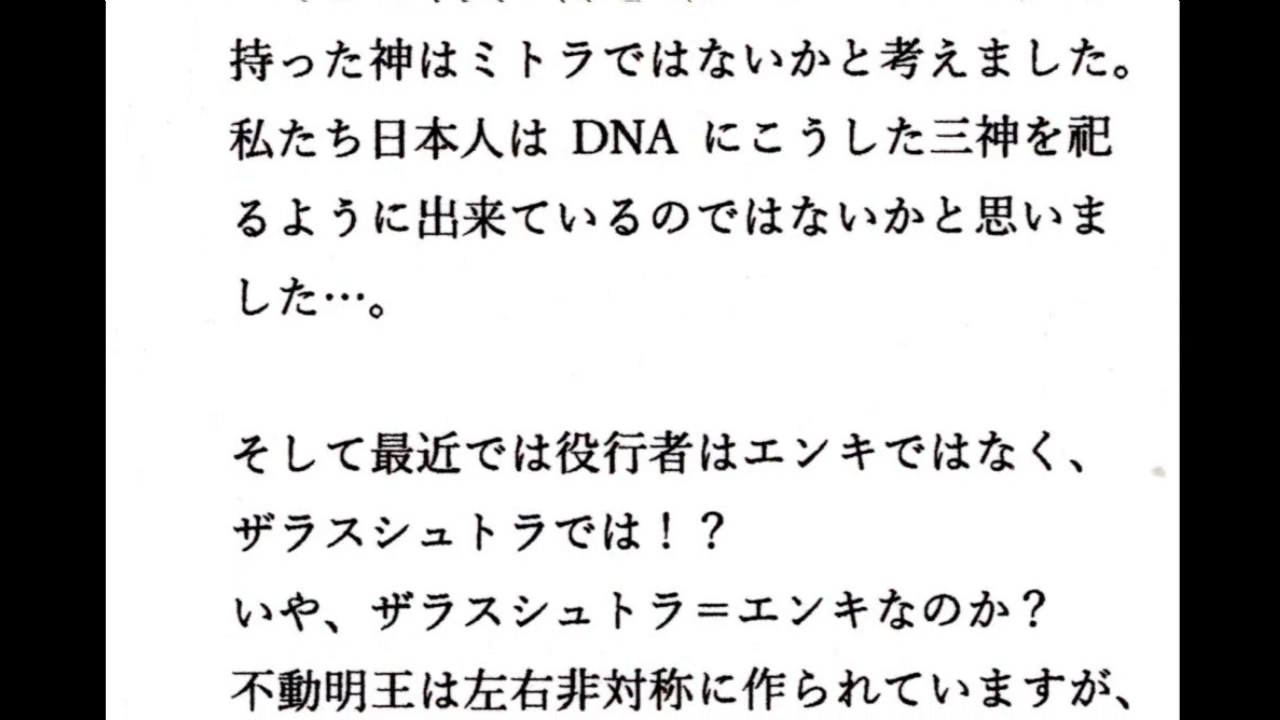 持った神はミトラではないかと考えました。
私たち日本人は DNA にこうした三神を祀
るように出来ているのではないかと思いま
した…。
そして最近では役行者はエンキではなく、
ザラスシュトラでは！？
いや、ザラスシュトラ＝エンキなのか？
不動明王は左右非対称に作られていますが、